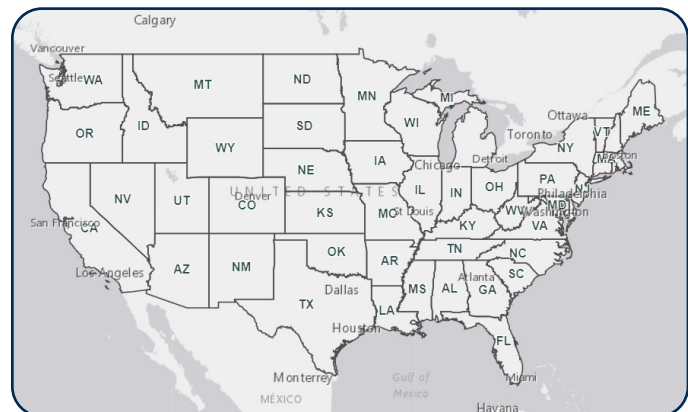 Calgary
Vancouver
Seattle
WA
MT
ND
MN
MI
ME
OR
ID
SD
WI
Ottawa
VT
Toronto
NY
Boston
WY
IA
Chicago
Detroit
NE
PA
UNITED STATES
NV
UT
Denver
CO
KS
MO
St Louis
IL
IN
OH
Philadelphia
MD
WV
Washington
VA
KY
San Francisco
CA
TN
NC
Los Angeles
AZ
NM
OK
AR
Atlanta
SC
Dallas
MS
AL
GA
TX
LA
Houston
FL
Monterrey
Gulf of
Mexico
Miami
MÉXICO
Havana